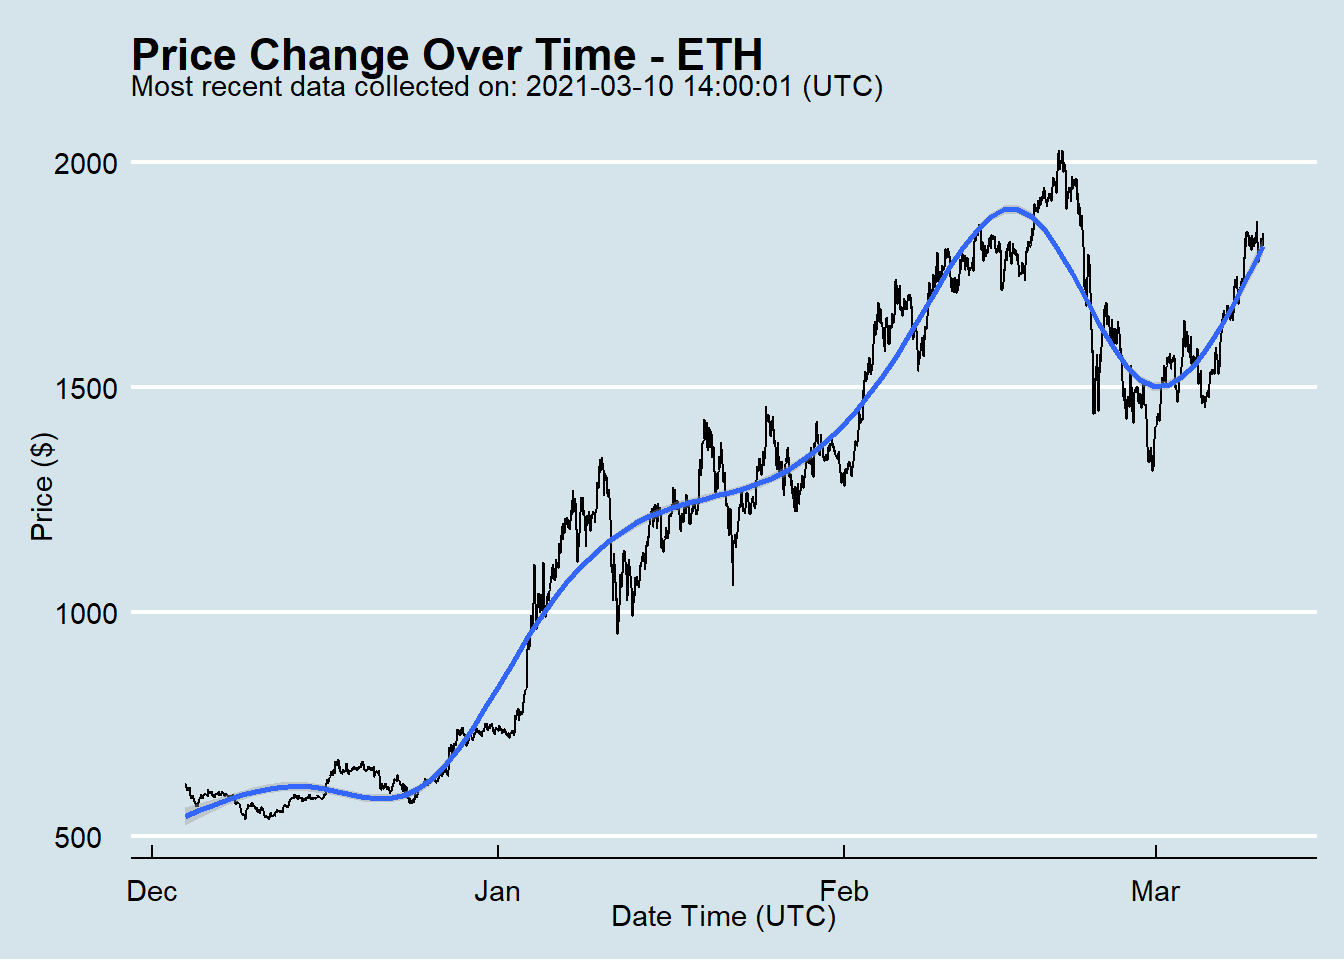 Price Change Over Time - ETH
Most recent data collected on: 2021-03-10 14:00:01 (UTC)
2000
1500
1000
500
Price ($)
Dec Jan Feb Mar
Date Time (UTC)